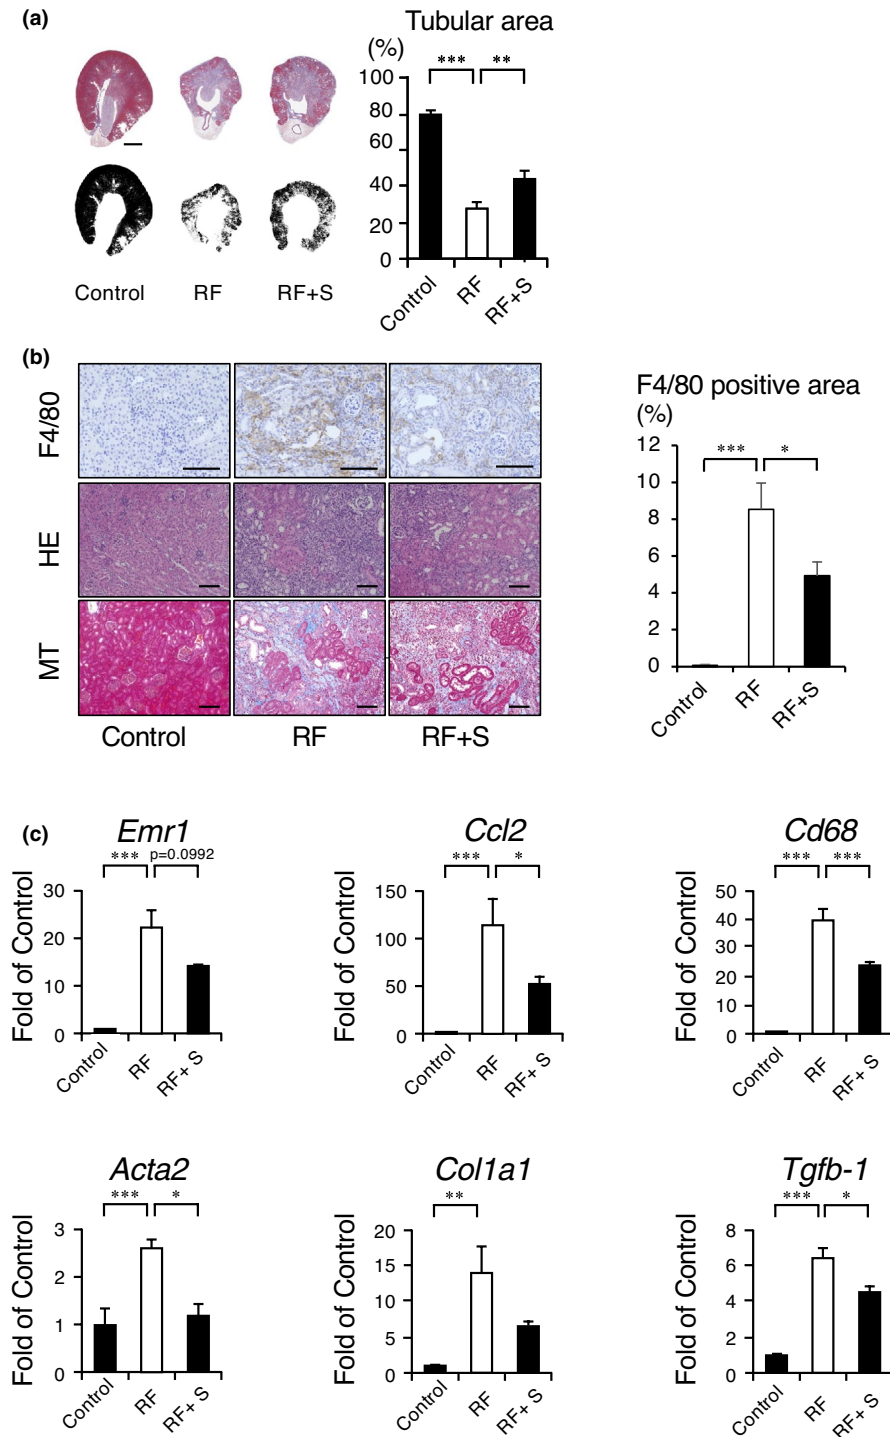 (a)
Tubular area
(%)
*** **
100
80
60
40
20
0
Control RF RF+S
Control RF RF+S
(b)
F4/80
HE
MT
Control RF RF+S
F4/80 positive area
(%)
*** *
12
10
8
6
4
2
0
Control RF RF+S
(c)
Emr1
*** p=0.0992
Fold of Control
30
20
10
0
Control RF RF+ S
Ccl2
*** *
Fold of Control
150
100
50
0
Control RF RF+ S
Cd68
*** ***
Fold of Control
50
40
30
20
10
0
Control RF RF+ S
Acta2
*** *
Fold of Control
3
2
1
0
Control RF RF+ S
Col1a1
**
Fold of Control
20
15
10
5
0
Control RF RF+ S
Tgfb-1
*** *
Fold of Control
8
6
4
2
0
Control RF RF+ S